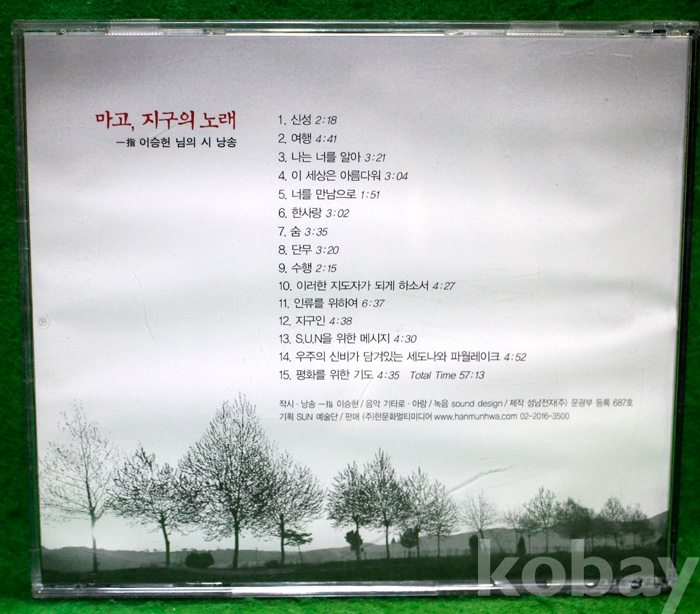 마고, 지구의 노래
一指 이승헌 님의 시 낭송
1. 신성 2:18
2. 여행 4:41
3. 나는 너를 알아 3:21
4. 이 세상은 아름다워 3:04
5. 너를 만남으로 1:51
6. 한사랑 3:02
7. 숨 3:35
8. 단무 3:20
9. 수행 2:15
10. 이러한 지도자가 되게 하소서 4:27
11. 인류를 위하여 6:37
12. 지구인 4:38
13. S.U.N을 위한 메시지 4:30
14. 우주의 신비가 담겨있는 세도나와 파월레이크 4:52
15. 평화를 위한 기도 4:35 Total Time 57:13
작시·낭송 一指 이승헌 / 음악 기타로·아랑 / 녹음 sound design / 제작 성남전자(주) 문광부 등록 687호
기획 SUN 예술단 / 판매 (주)한문화멀티미디어 www.hanmunhwa.com 02-2016-3500
kobay